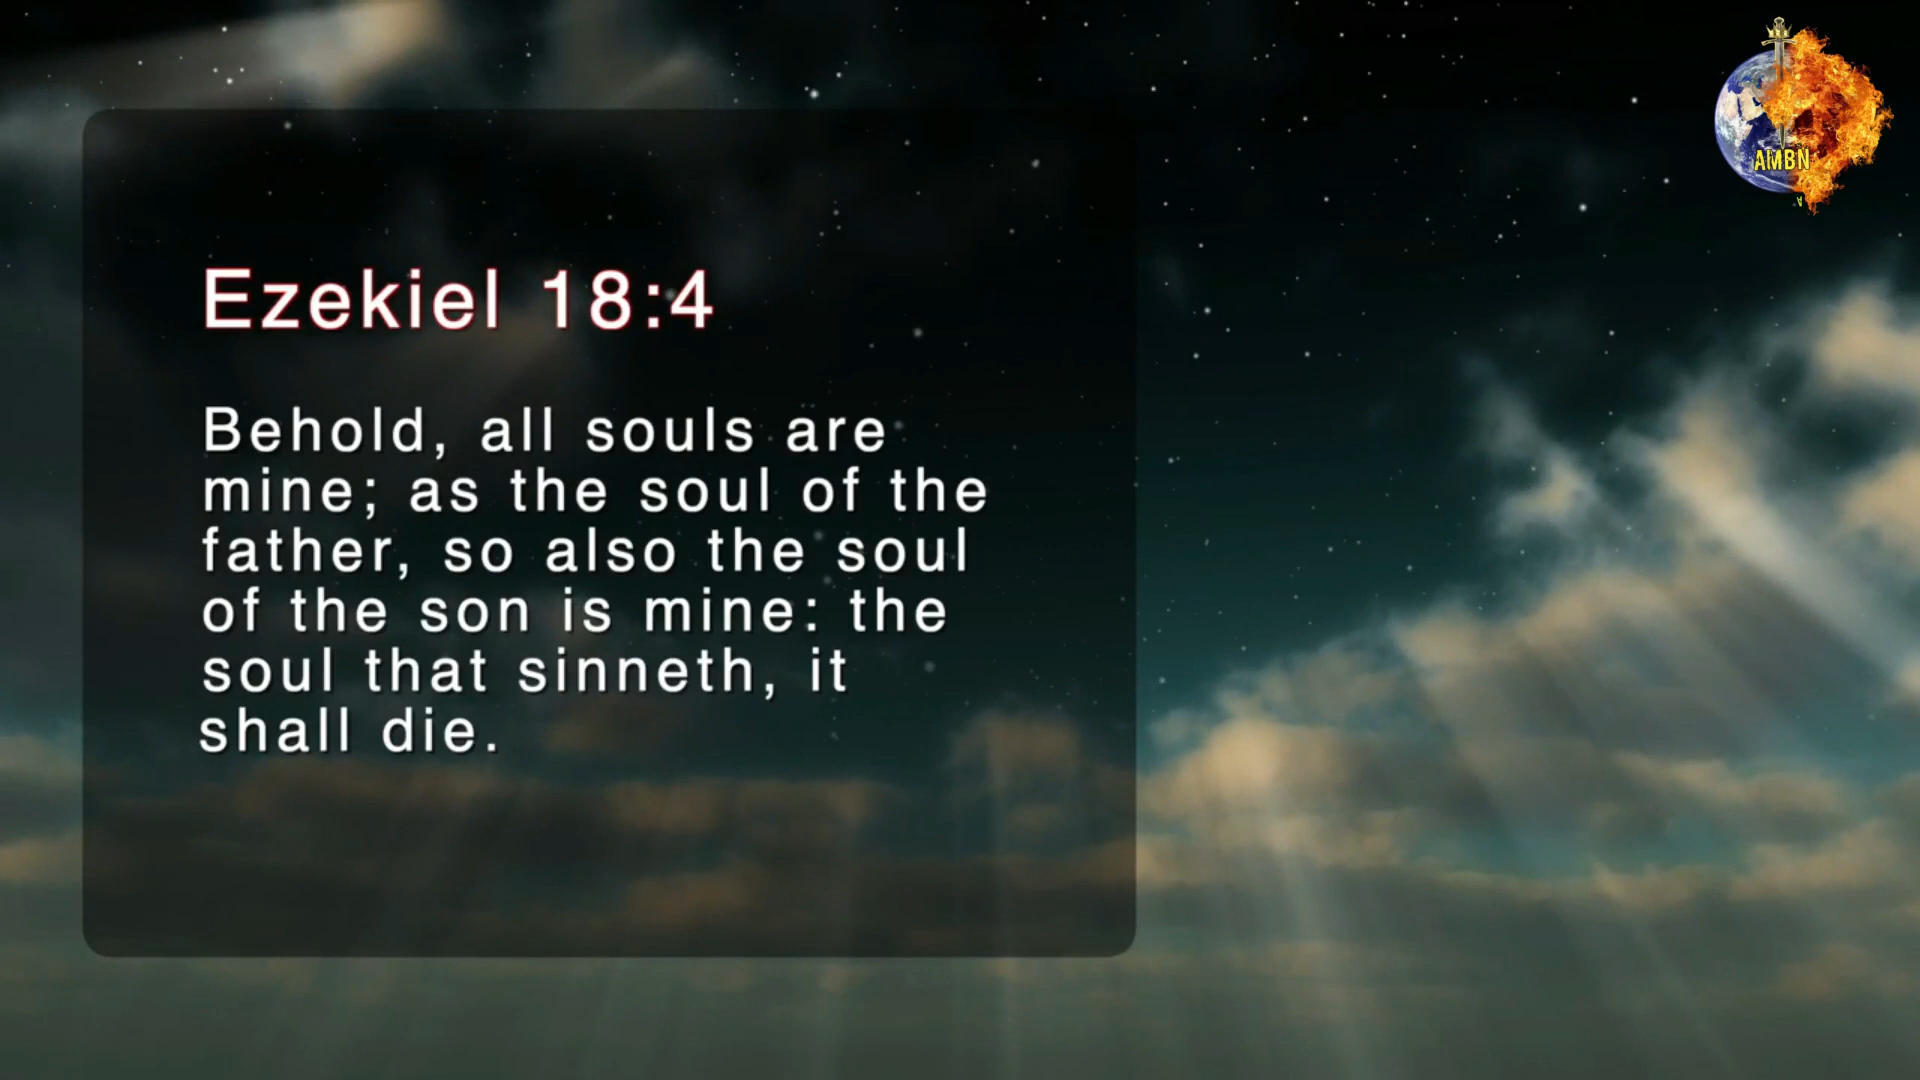 AMBN
Ezekiel 18:4
Behold, all souls are
mine; as the soul of the
father, so also the soul
of the son is mine: the
soul that sinneth, it
shall die.